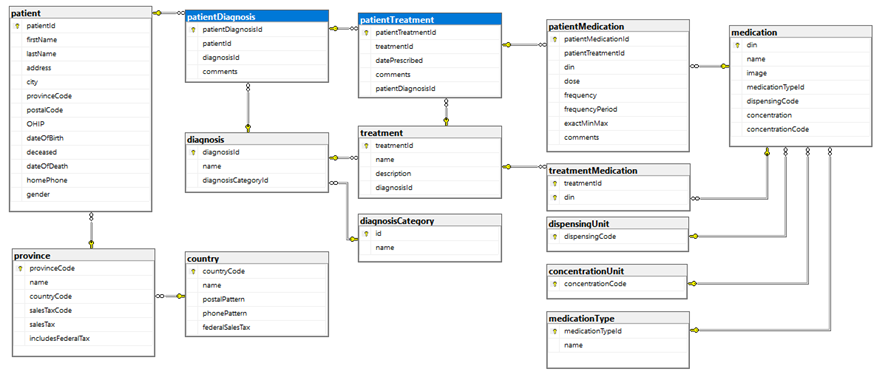 patient
patientId
firstName
lastName
address
city
provinceCode
postalCode
OHIP
dateOfBirth
deceased
dateOfDeath
homePhone
gender
patientDiagnosis
patientDiagnosisId
patientId
diagnosisId
comments
patientTreatment
patientTreatmentId
treatmentId
datePrescribed
comments
patientDiagnosisId
patientMedication
patientMedicationId
patientTreatmentId
din
dose
frequency
frequencyPeriod
exactMinMax
comments
medication
din
name
image
medicationTypeId
dispensingCode
concentration
concentrationCode
diagnosis
diagnosisId
name
diagnosisCategoryId
treatment
treatmentId
name
description
diagnosisId
treatmentMedication
treatmentId
din
diagnosisCategory
id
name
dispensingUnit
dispensingCode
province
provinceCode
name
countryCode
salesTaxCode
salesTax
includesFederalTax
country
countryCode
name
postalPattern
phonePattern
federalSalesTax
concentrationUnit
concentrationCode
medicationType
medicationTypeId
name